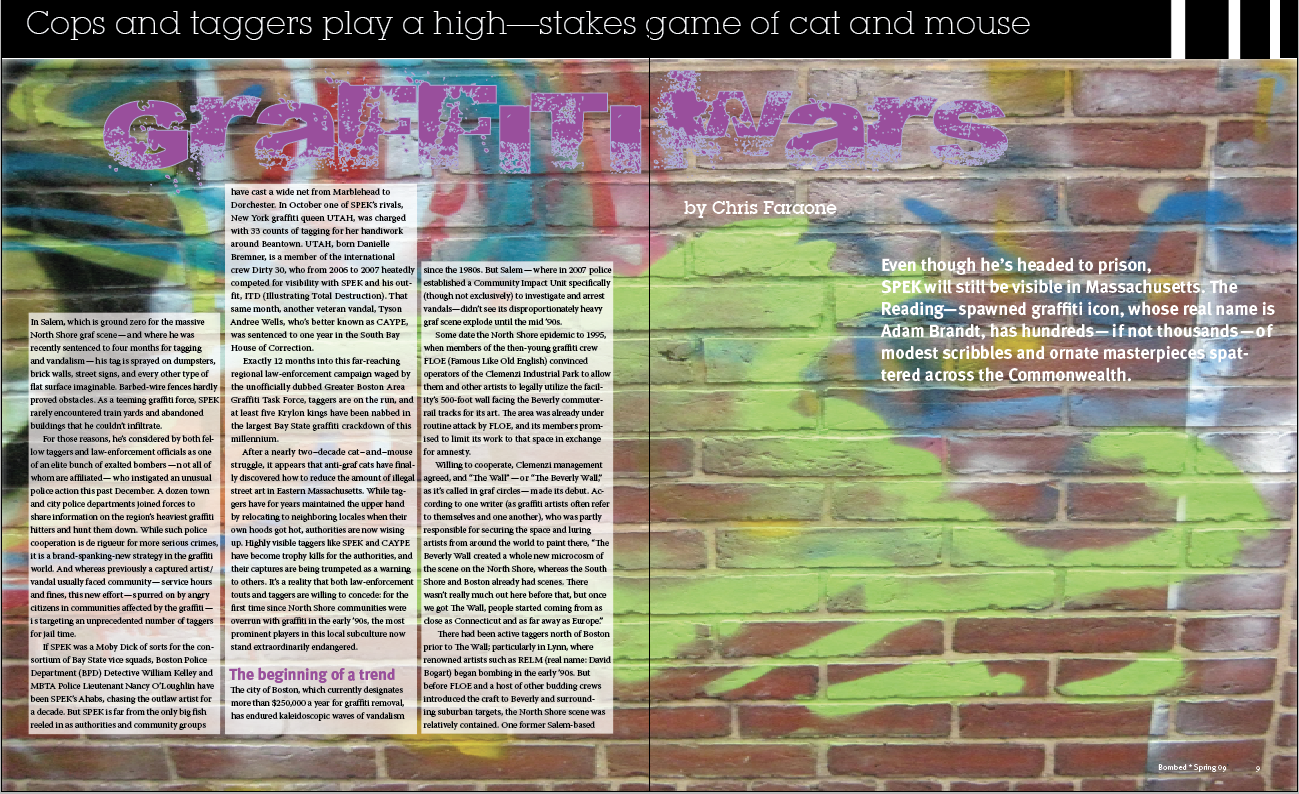 Cops and taggers play a high—stakes game of cat and mouse
GraFFiTi Wars
by Chris Faraone
Even though he's headed to prison,
SPEK will still be visible in Massachusetts. The
Reading—spawned graffiti icon, whose real name is
Adam Brandt, has hundreds—if not thousands—of
modest scribbles and ornate masterpieces spat-
tered across the Commonwealth.
In Salem, which is ground zero for the massive
North Shore graf scene—and where he was
recently sentenced to four months for tagging
and vandalism—his tag is sprayed on dumpsters,
brick walls, street signs, and every other type of
flat surface imaginable. Barbed-wire fences hardly
proved obstacles. As a teeming graffiti force, SPEK
rarely encountered train yards and abandoned
buildings that he couldn't infiltrate.
For those reasons, he's considered by both fel-
low taggers and law-enforcement officials as one
of an elite bunch of exalted bombers—not all of
whom are affiliated—who instigated an unusual
police action this past December. A dozen town
and city police departments joined forces to
share information on the region's heaviest graffiti
hitters and hunt them down. While such police
cooperation is de rigueur for more serious crimes,
it is a brand-spanking-new strategy in the graffiti
world. And whereas previously a captured artist/
vandal usually faced community—service hours
and fines, this new effort—spurred on by angry
citizens in communities affected by the graffiti—
is targeting an unprecedented number of taggers
for jail time.
If SPEK was a Moby Dick of sorts for the con-
sortium of Bay State vice squads, Boston Police
Department (BPD) Detective William Kelley and
MBTA Police Lieutenant Nancy O'Loughlin have
been SPEK's Ahabs, chasing the outlaw artist for
a decade. But SPEK is far from the only big fish
reeled in as authorities and community groups
have cast a wide net from Marblehead to
Dorchester. In October one of SPEK's rivals,
New York graffiti queen UTAH, was charged
with 33 counts of tagging for her handiwork
around Beantown. UTAH, born Danielle
Bremner, is a member of the international
crew Dirty 30, who from 2006 to 2007 heatedly
competed for visibility with SPEK and his out-
fit, ITD (Illustrating Total Destruction). That
same month, another veteran vandal, Tyson
Andree Wells, who's better known as CAYPE,
was sentenced to one year in the South Bay
House of Correction.
Exactly 12 months into this far-reaching
regional law-enforcement campaign waged by
the unofficially dubbed Greater Boston Area
Graffiti Task Force, taggers are on the run, and
at least five Krylon kings have been nabbed in
the largest Bay State graffiti crackdown of this
millennium.
After a nearly two—decade cat—and—mouse
struggle, it appears that anti-graf cats have final-
ly discovered how to reduce the amount of illegal
street art in Eastern Massachusetts. While tag-
gers have for years maintained the upper hand
by relocating to neighboring locales when their
own hoods got hot, authorities are now wising
up. Highly visible taggers like SPEK and CAYPE
have become trophy kills for the authorities, and
their captures are being trumpeted as a warning
to others. It's a reality that both law-enforcement
touts and taggers are willing to concede: for the
first time since North Shore communities were
overrun with graffiti in the early '90s, the most
prominent players in this local subculture now
stand extraordinarily endangered.
The beginning of a trend
The city of Boston, which currently designates
more than $250,000 a year for graffiti removal,
has endured kaleidoscopic waves of vandalism
since the 1980s. But Salem—where in 2007 police
established a Community Impact Unit specifically
(though not exclusively) to investigate and arrest
vandals—didn't see its disproportionately heavy
graf scene explode until the mid '90s.
Some date the North Shore epidemic to 1995,
when members of the then-young graffiti crew
FLOE (Famous Like Old English) convinced
operators of the Clemenzi Industrial Park to allow
them and other artists to legally utilize the facil-
ity's 500-foot wall facing the Beverly commuter-
rail tracks for its art. The area was already under
routine attack by FLOE, and its members prom-
ised to limit its work to that space in exchange
for amnesty.
Willing to cooperate, Clemenzi management
agreed, and "The Wall"—or "The Beverly Wall,"
as it's called in graf circles—made its debut. Ac-
cording to one writer (as graffiti artists often refer
to themselves and one another), who was partly
responsible for securing the space and luring
artists from around the world to paint there, "The
Beverly Wall created a whole new microcosm of
the scene on the North Shore, whereas the South
Shore and Boston already had scenes. There
wasn't really much out here before that, but once
we got The Wall, people started coming from as
close as Connecticut and as far away as Europe."
There had been active taggers north of Boston
prior to The Wall; particularly in Lynn, where
renowned artists such as RELM (real name: David
Bogart) began bombing in the early '90s. But
before FLOE and a host of other budding crews
introduced the craft to Beverly and surround-
ing suburban targets, the North Shore scene was
relatively contained. One former Salem-based
Bombed * Spring 09 9